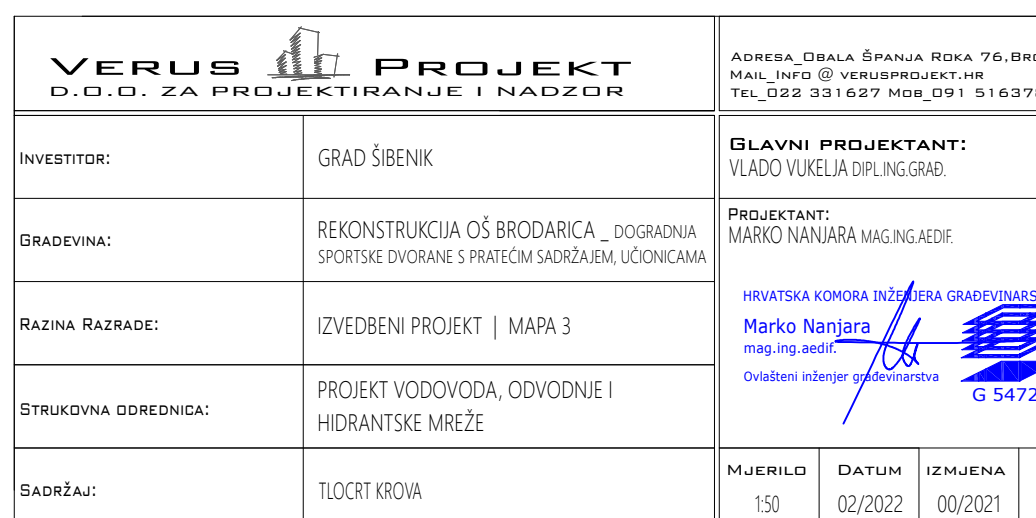 VERUS PROJEKT
D.O.O. ZA PROJEKTIRANJE I NADZOR
ADRESA_OBALA ŠPANJA ROKA 76,
MAIL_INFO @ VERUSPROJEKT.HR
TEL_022 331627 MOB_091
INVESTITOR:
GRAD ŠIBENIK
GLAVNI PROJEKTANT:
VLADO VUKELJA DIPL.ING.GRAĐ.
GRAĐEVINA:
REKONSTRUKCIJA OŠ BRODARICA _ DOGRADNJA
SPORTSKE DVORANE S PRATEĆIM SADRŽAJEM, UČIONICAMA
PROJEKTANT:
MARKO NANJARA MAG.ING.AEDIF.
RAZINA RAZRADE:
IZVEDBENI PROJEKT | MAPA 3
HRVATSKA KOMORA INŽENJERA
Marko Nanjara
mag.ing.aedif.
Ovlašteni inženjer građevinarstva
G 5472
STRUKOVNA ODREDNICA:
PROJEKT VODOVODA, ODVODNJE I
HIDRANTSKE MREŽE
SADRŽAJ:
TLOCRT KROVA
MJERILO DATUM IZMJENA
1:50 02/2022 00/2021